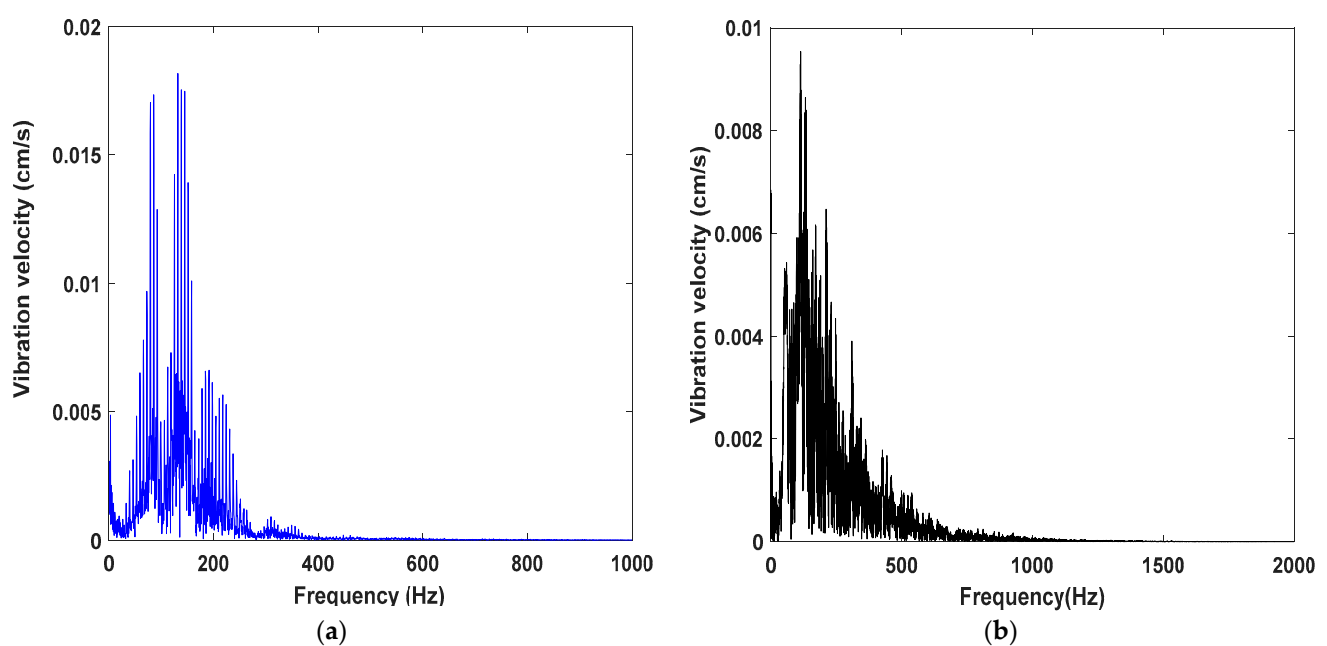 0.02
0.015
0.01
0.005
0
Vibration velocity (cm/s)
0 200 400 600 800 1000
Frequency (Hz)
(a)
0.01
0.008
0.006
0.004
0.002
0
Vibration velocity (cm/s)
0 500 1000 1500 2000
Frequency(Hz)
(b)